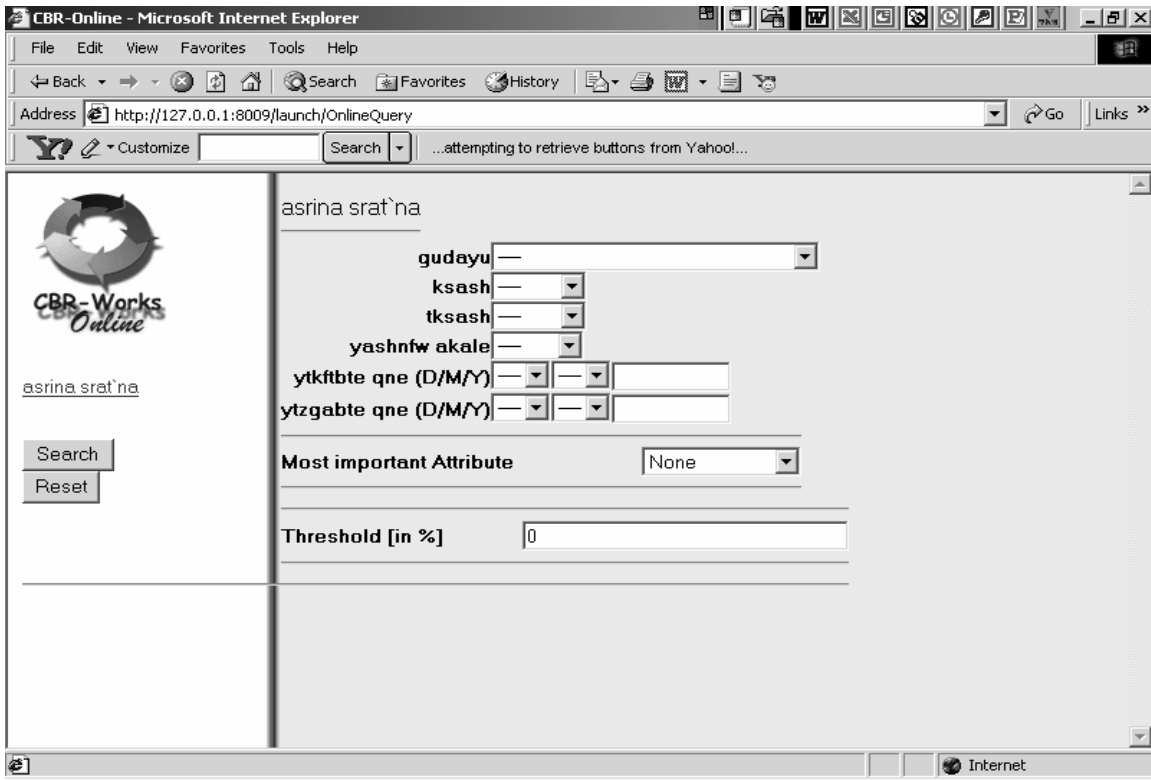 CBR-Online - Microsoft Internet Explorer
File Edit View Favorites Tools Help
Back Search Favorites History
Address http://127.0.0.1:8009/launch/OnlineQuery Go Links »
Y! Customize Search ...attempting to retrieve buttons from Yahoo!...
CBR-Works
Online
asrina srat`na
Search
Reset
asrina srat`na
gudayu —
ksash —
tksash —
yashnfw akale —
ytkftbte qne (D/M/Y) — —
ytzgabte qne (D/M/Y) — —
Most important Attribute None
Threshold [in %] 0
Internet